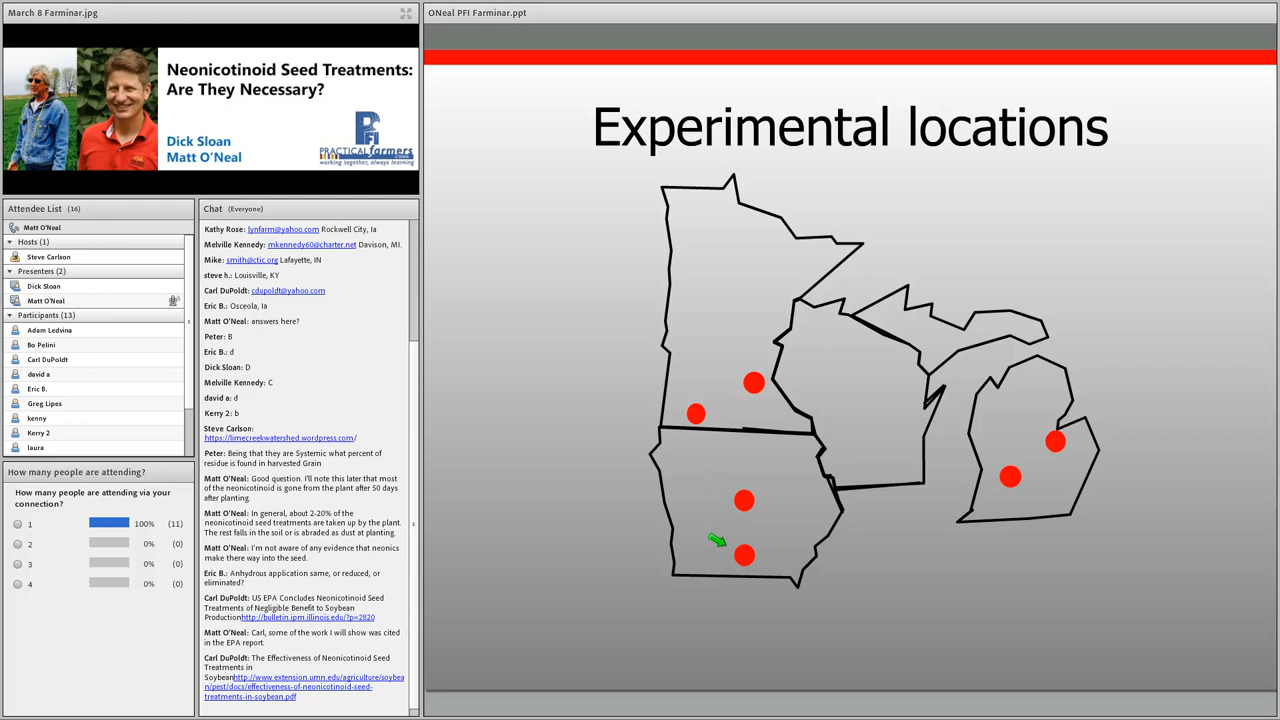 March 8 Farminar.jpg
Neonicotinoid Seed Treatments:
Are They Necessary?
Dick Sloan
Matt O'Neal
PFI
PRACTICAL farmers
working together, always learning
Attendee List (16)
Matt O'Neal
Hosts (1)
Steve Carlson
Presenters (2)
Dick Sloan
Matt O'Neal
Participants (13)
Adam Ledvina
Bo Pelini
Carl DuPoldt
david a
Eric B.
Greg Lipes
kenny
Kerry 2
laura
How many people are attending?
How many people are attending via your
connection?
1 100% (11)
2 0% (0)
3 0% (0)
4 0% (0)
Chat (Everyone)
Kathy Rose: lynfarm@yahoo.com Rockwell City, Ia
Melville Kennedy: mkennedy60@charter.net Davison, MI.
Mike: smith@ctic.org Lafayette, IN
steve h.: Louisville, KY
Carl DuPoldt: cdupoldt@yahoo.com
Eric B.: Osceola, Ia
Matt O'Neal: answers here?
Peter: B
Eric B.: d
Dick Sloan: D
Melville Kennedy: C
david a: d
Kerry 2: b
Steve Carlson:
https://limecreekwatershed.wordpress.com/
Peter: Being that they are Systemic what percent of
residue is found in harvested Grain
Matt O'Neal: Good question. I'll note this later that most
of the neonicotinoid is gone from the plant after 50 days
after planting.
Matt O'Neal: In general, about 2-20% of the
neonicotinoid seed treatments are taken up by the plant.
The rest falls in the soil or is abraded as dust at planting.
Matt O'Neal: I'm not aware of any evidence that neonics
make there way into the seed.
Eric B.: Anhydrous application same, or reduced, or
eliminated?
Carl DuPoldt: US EPA Concludes Neonicotinoid Seed
Treatments of Negligible Benefit to Soybean
Productionhttp://bulletin.ipm.illinois.edu/?p=2820
Matt O'Neal: Carl, some of the work I will show was cited
in the EPA report.
Carl DuPoldt: The Effectiveness of Neonicotinoid Seed
Treatments in
Soybeanhttp://www.extension.umn.edu/agriculture/soybea
n/pest/docs/effectiveness-of-neonicotinoid-seed-
treatments-in-soybean.pdf
ONeal PFI Farminar.ppt
Experimental locations